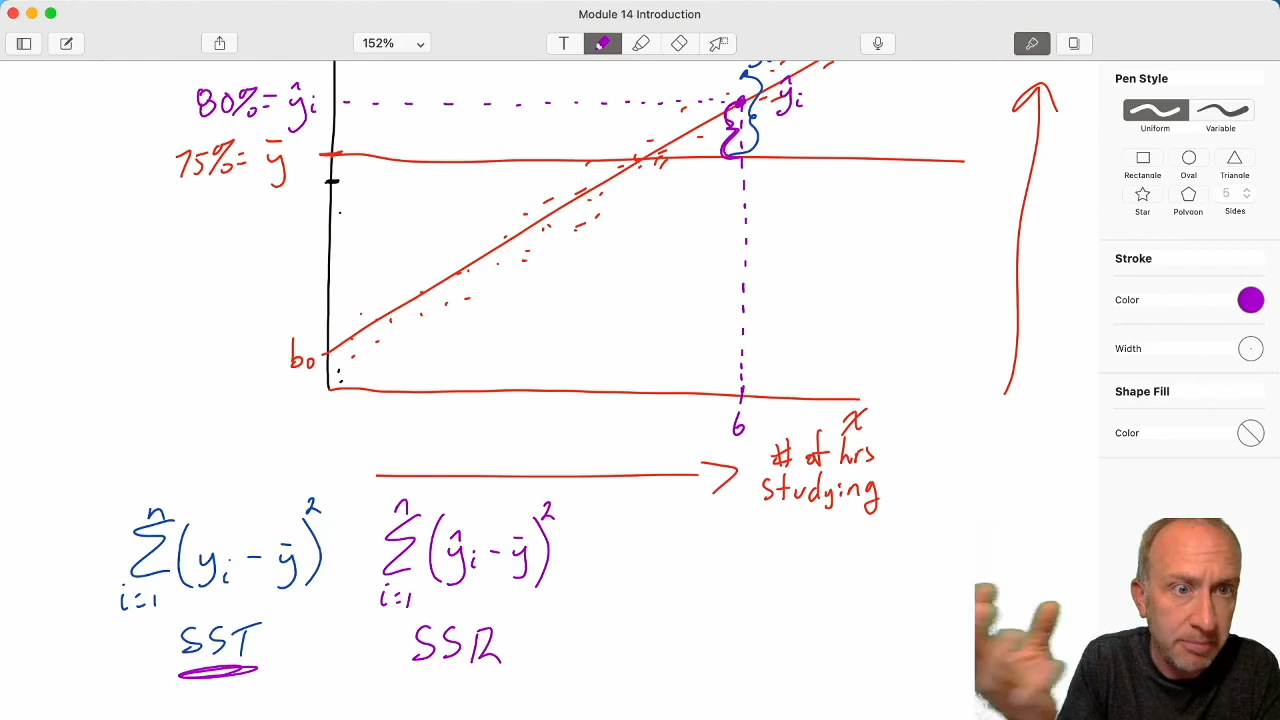 Module 14 Introduction
152%
T
Pen Style
Uniform
Variable
Rectangle
Oval
Triangle
Star
Polygon
5
Sides
Stroke
Color
Width
Shape Fill
Color
80% = ŷi
ŷi
75% = ȳ
b0
6
x
# of hrs
studying
n
Σ (yi - ȳ)²
i=1
SST
n
Σ (ŷi - ȳ)²
i=1
SSR